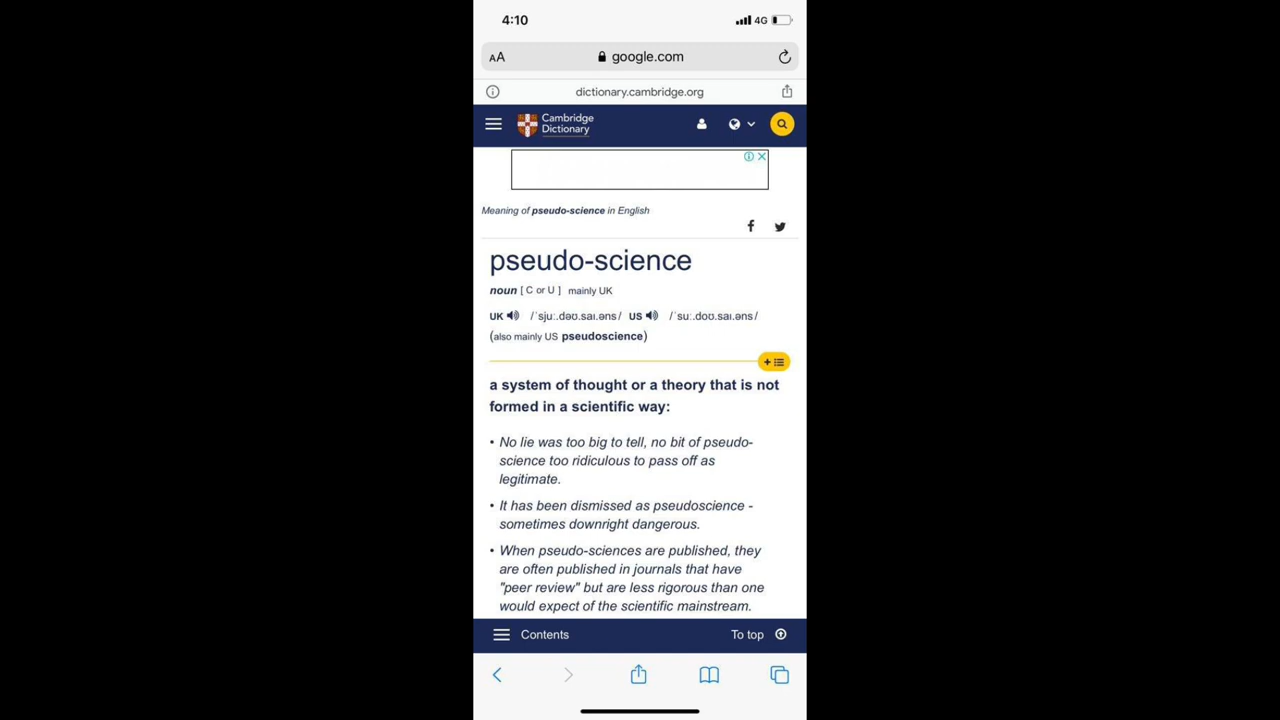 4:10 4G
AA google.com
dictionary.cambridge.org
Cambridge
Dictionary
Meaning of pseudo-science in English
pseudo-science
noun [ C or U ] mainly UK
UK /ˈsjuː.dəʊ.saɪ.əns/ US /ˈsuː.doʊ.saɪ.əns/
(also mainly US pseudoscience)
a system of thought or a theory that is not
formed in a scientific way:
• No lie was too big to tell, no bit of pseudo-
science too ridiculous to pass off as
legitimate.
• It has been dismissed as pseudoscience -
sometimes downright dangerous.
• When pseudo-sciences are published, they
are often published in journals that have
"peer review" but are less rigorous than one
would expect of the scientific mainstream.
Contents To top